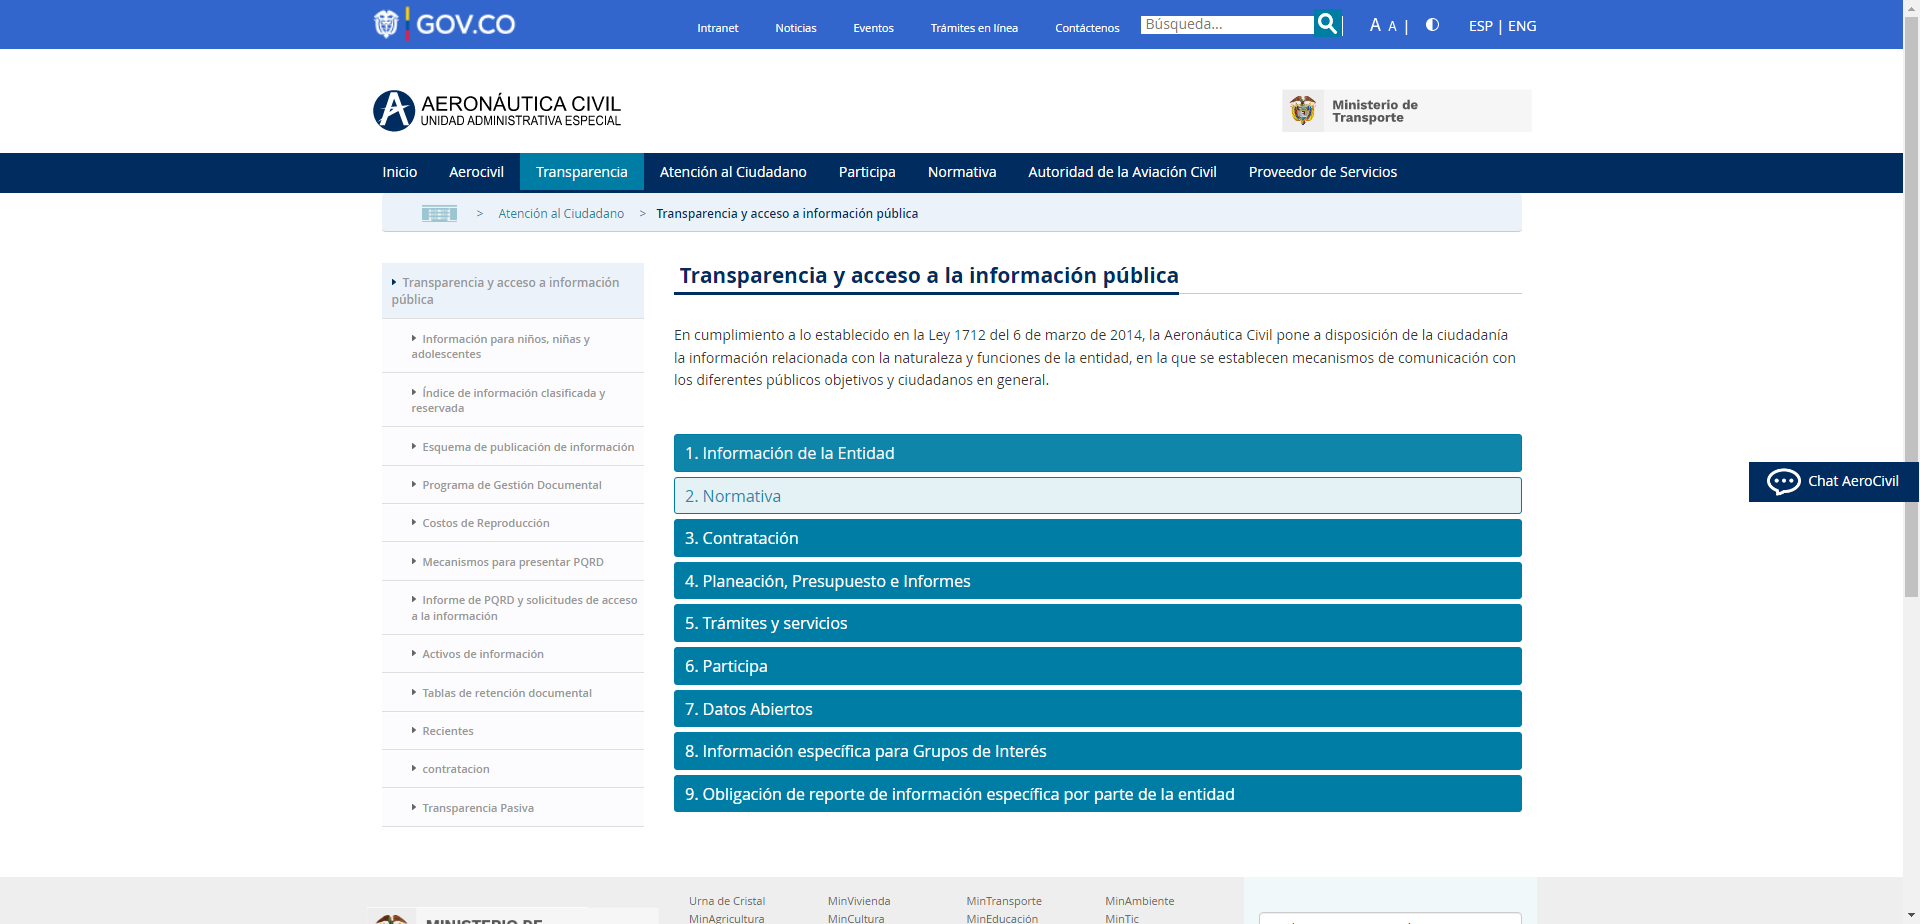 GOV.CO
Intranet
Noticias
Eventos
Trámites en línea
Contáctenos
Búsqueda...
A A |
ESP | ENG
AERONÁUTICA CIVIL
UNIDAD ADMINISTRATIVA ESPECIAL
Ministerio de
Transporte
Inicio
Aerocivil
Transparencia
Atención al Ciudadano
Participa
Normativa
Autoridad de la Aviación Civil
Proveedor de Servicios
> Atención al Ciudadano > Transparencia y acceso a información pública
Transparencia y acceso a información
pública
Información para niños, niñas y
adolescentes
Índice de información clasificada y
reservada
Esquema de publicación de información
Programa de Gestión Documental
Costos de Reproducción
Mecanismos para presentar PQRD
Informe de PQRD y solicitudes de acceso
a la información
Activos de información
Tablas de retención documental
Recientes
contratacion
Transparencia Pasiva
Transparencia y acceso a la información pública
En cumplimiento a lo establecido en la Ley 1712 del 6 de marzo de 2014, la Aeronáutica Civil pone a disposición de la ciudadanía
la información relacionada con la naturaleza y funciones de la entidad, en la que se establecen mecanismos de comunicación con
los diferentes públicos objetivos y ciudadanos en general.
1. Información de la Entidad
2. Normativa
3. Contratación
4. Planeación, Presupuesto e Informes
5. Trámites y servicios
6. Participa
7. Datos Abiertos
8. Información específica para Grupos de Interés
9. Obligación de reporte de información específica por parte de la entidad
Chat AeroCivil
MINISTERIO DE
Urna de Cristal
MinAgricultura
MinVivienda
MinCultura
MinTransporte
MinEducación
MinAmbiente
MinTic